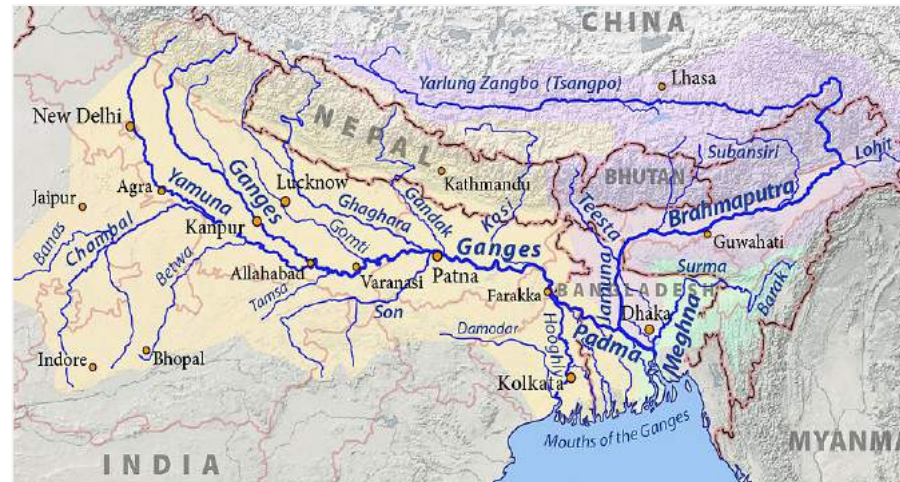 CHINA
Yarlung Zangbo (Tsangpo)
Lhasa
New Delhi
NEPAL
Subansiri
Lohit
BHUTAN
Jaipur
Agra
Yamuna
Ganges
Lucknow
Ghaghara
Gandak
Kathmandu
Kosi
Teesta
Brahmaputra
Banas
Chambal
Kanpur
Gomti
Ganges
Guwahati
Betwa
Allahabad
Varanasi
Patna
Surma
Tamsa
Son
Farakka
BANGLADESH
Jamuna
Barak
Damodar
Hooghly
Padma
Dhaka
Meghna
Indore
Bhopal
Kolkata
Mouths of the Ganges
INDIA
MYANMA